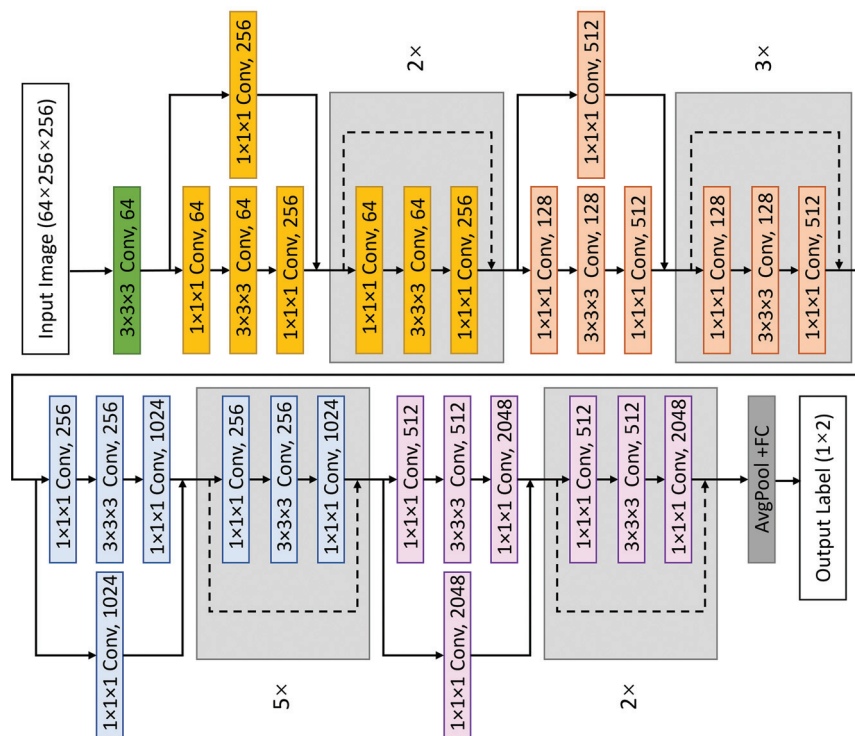 Input Image (64×256×256)
3×3×3 Conv, 64
1×1×1 Conv, 64
3×3×3 Conv, 64
1×1×1 Conv, 256
1×1×1 Conv, 256
1×1×1 Conv, 64
3×3×3 Conv, 64
1×1×1 Conv, 256
2×
1×1×1 Conv, 128
3×3×3 Conv, 128
1×1×1 Conv, 512
1×1×1 Conv, 512
1×1×1 Conv, 128
3×3×3 Conv, 128
1×1×1 Conv, 512
3×
1×1×1 Conv, 256
3×3×3 Conv, 256
1×1×1 Conv, 1024
1×1×1 Conv, 1024
1×1×1 Conv, 256
3×3×3 Conv, 256
1×1×1 Conv, 1024
5×
1×1×1 Conv, 512
3×3×3 Conv, 512
1×1×1 Conv, 2048
1×1×1 Conv, 2048
1×1×1 Conv, 512
3×3×3 Conv, 512
1×1×1 Conv, 2048
2×
AvgPool +FC
Output Label (1×2)